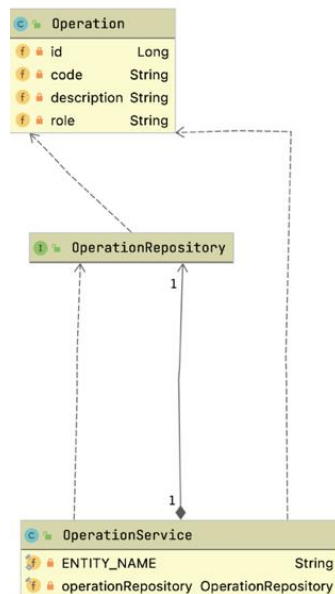 C Operation
f id Long
f code String
f description String
f role String
I OperationRepository
1
1
C OperationService
f ENTITY_NAME String
f operationRepository OperationRepository